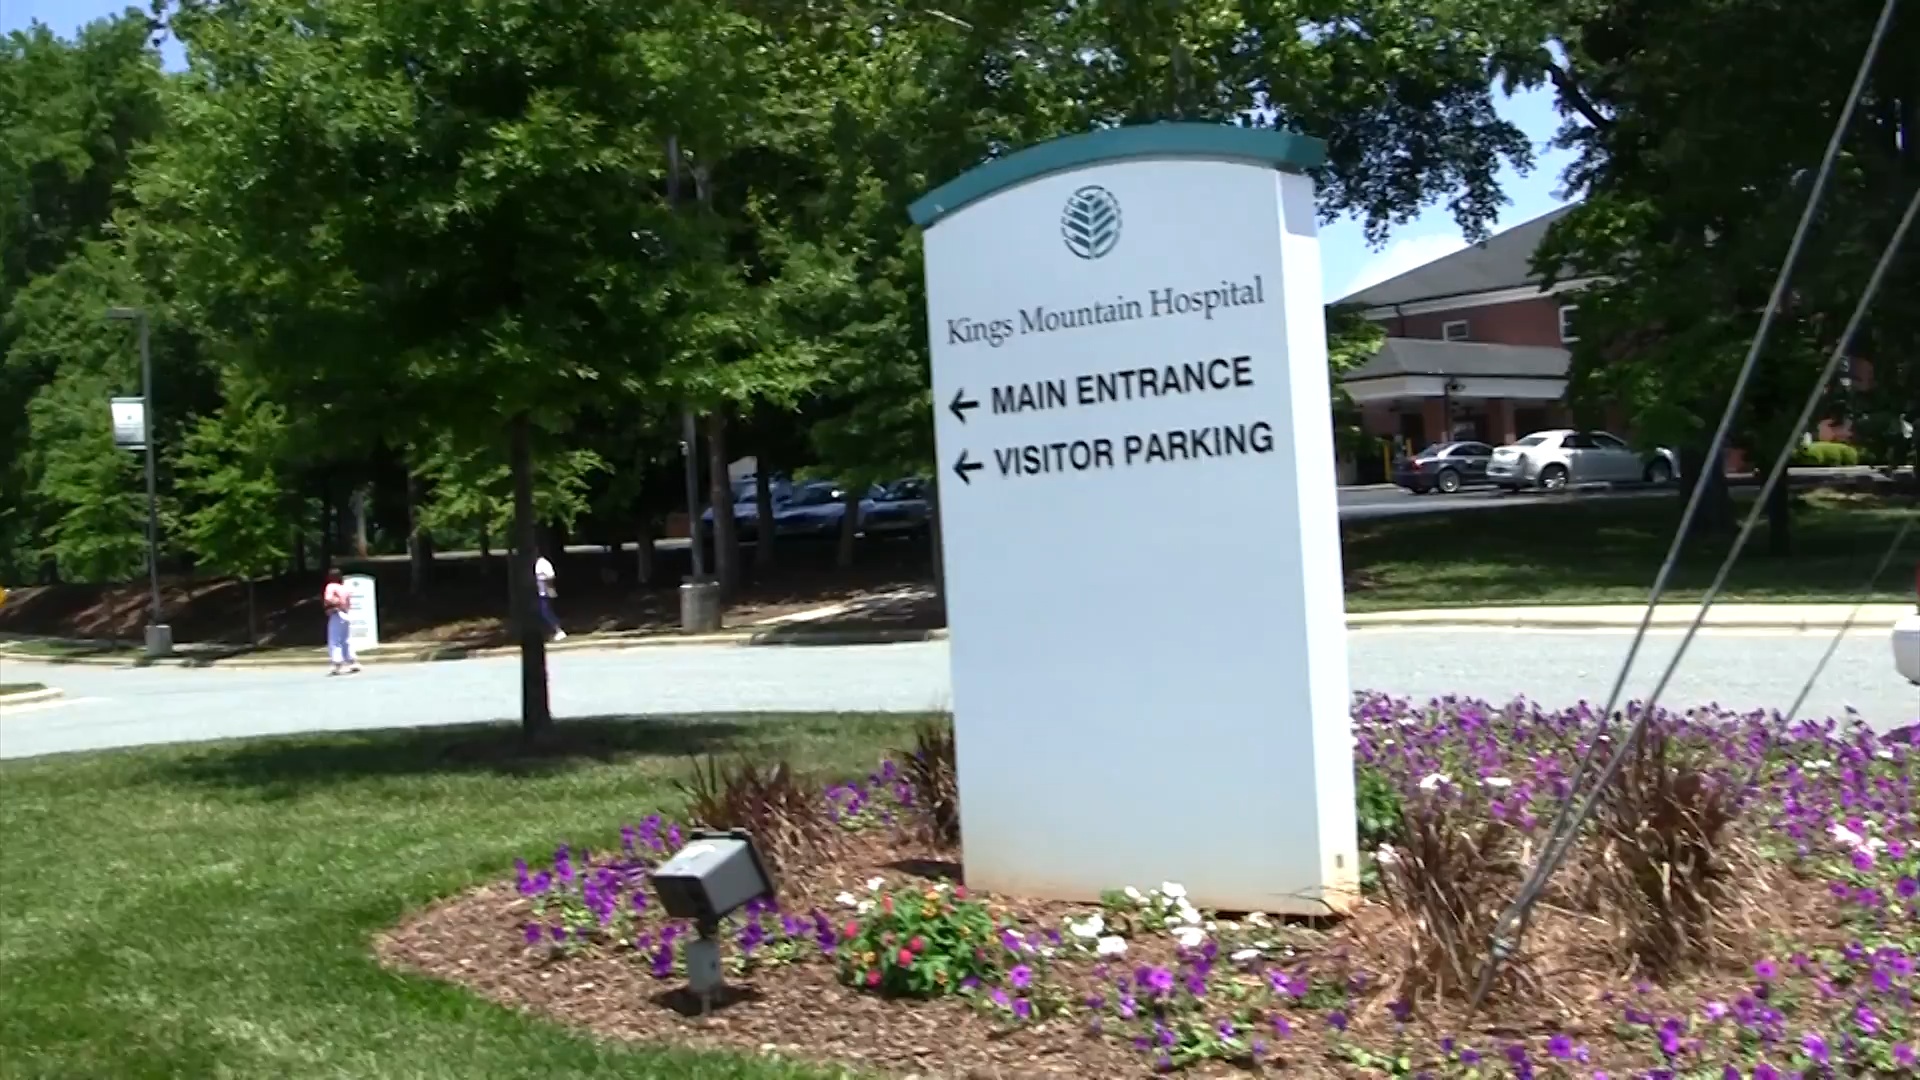 Kings Mountain Hospital
← MAIN ENTRANCE
← VISITOR PARKING